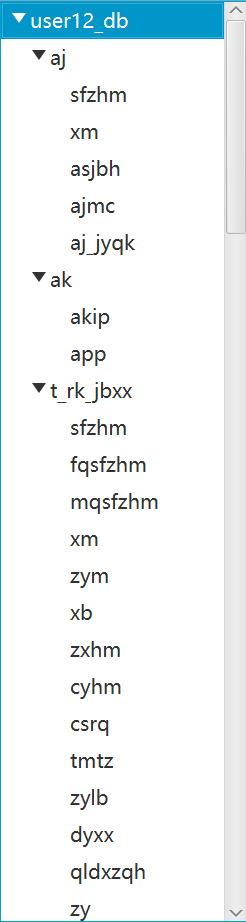 user12_db
aj
sfzhm
xm
asjbh
ajmc
aj_jyqk
ak
akip
app
t_rk_jbxx
sfzhm
fqsfzhm
mqsfzhm
xm
zym
xb
zxhm
cyhm
csrq
tmtz
zylb
dyxx
qldxzqh
zy